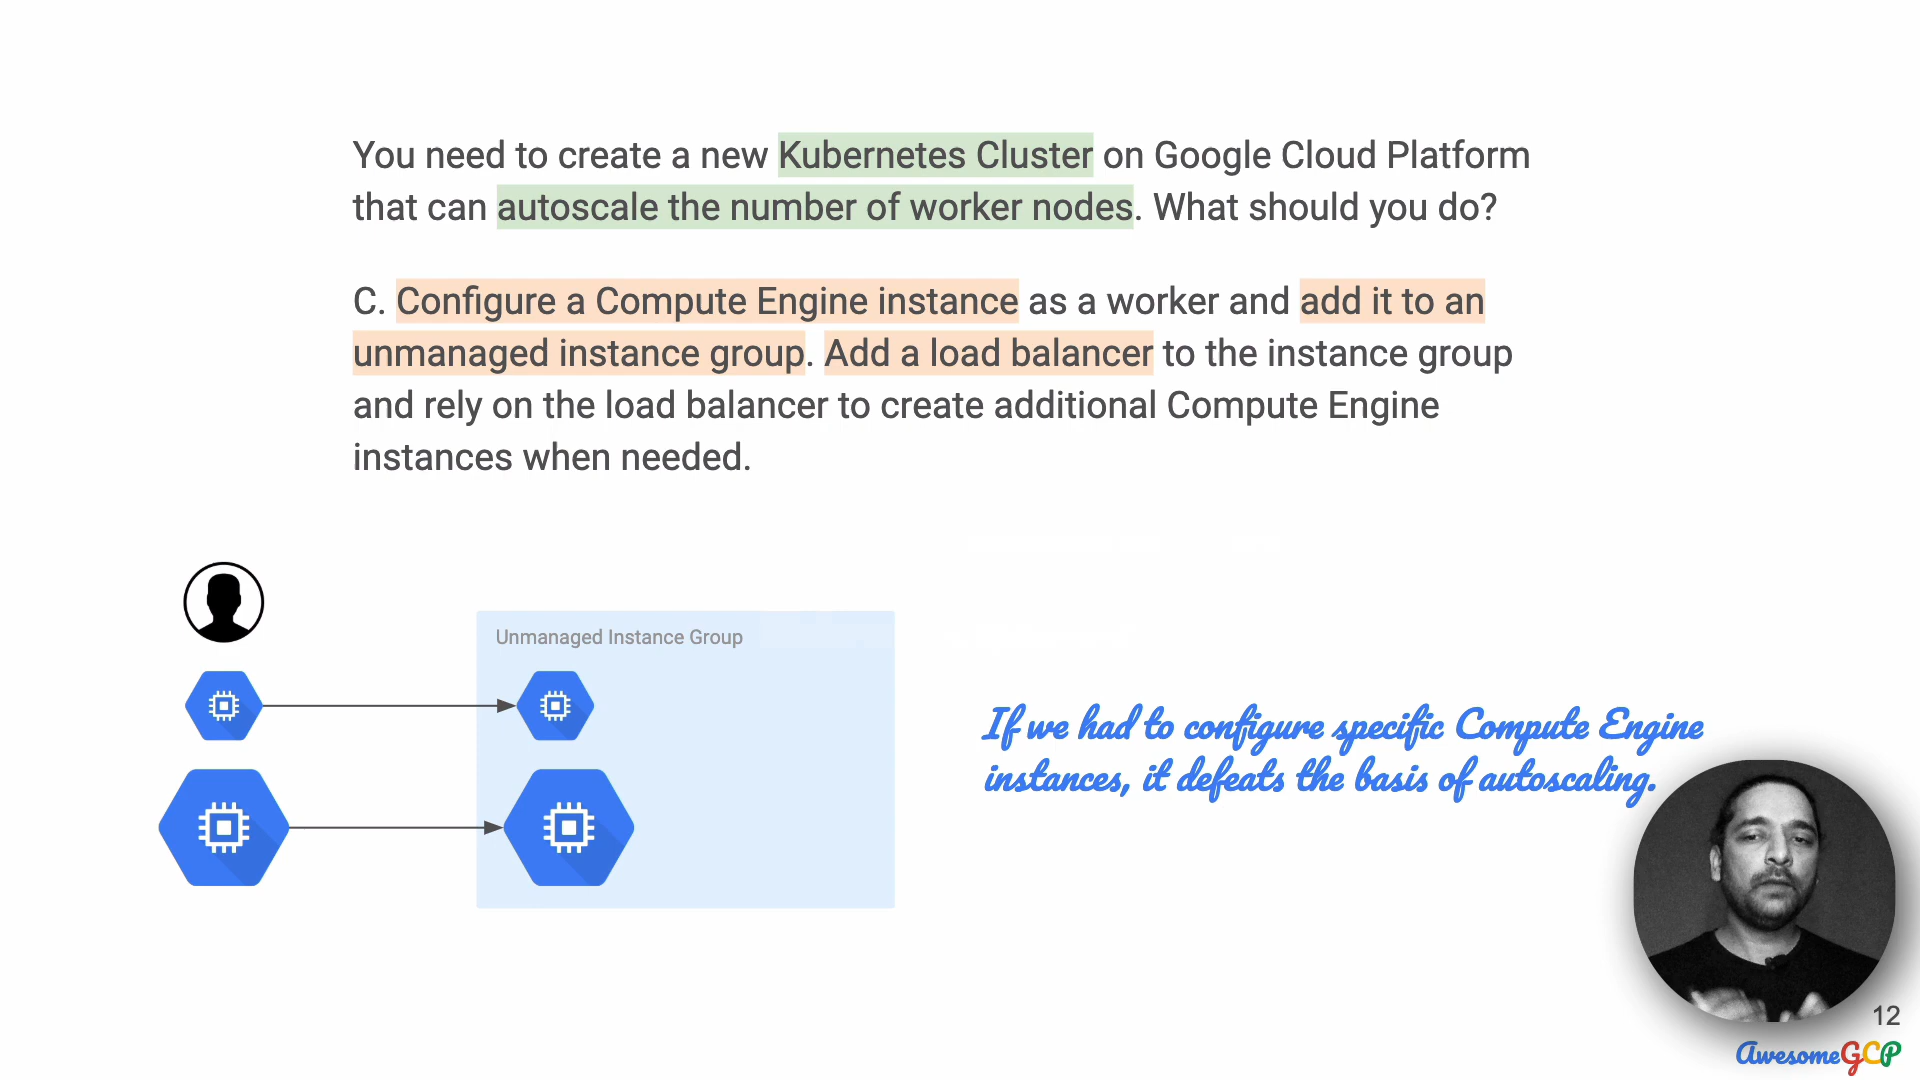 You need to create a new Kubernetes Cluster on Google Cloud Platform
that can autoscale the number of worker nodes. What should you do?
C. Configure a Compute Engine instance as a worker and add it to an
unmanaged instance group. Add a load balancer to the instance group
and rely on the load balancer to create additional Compute Engine
instances when needed.
Unmanaged Instance Group
If we had to configure specific Compute Engine
instances, it defeats the basis of autoscaling.
12
AwesomeGCP